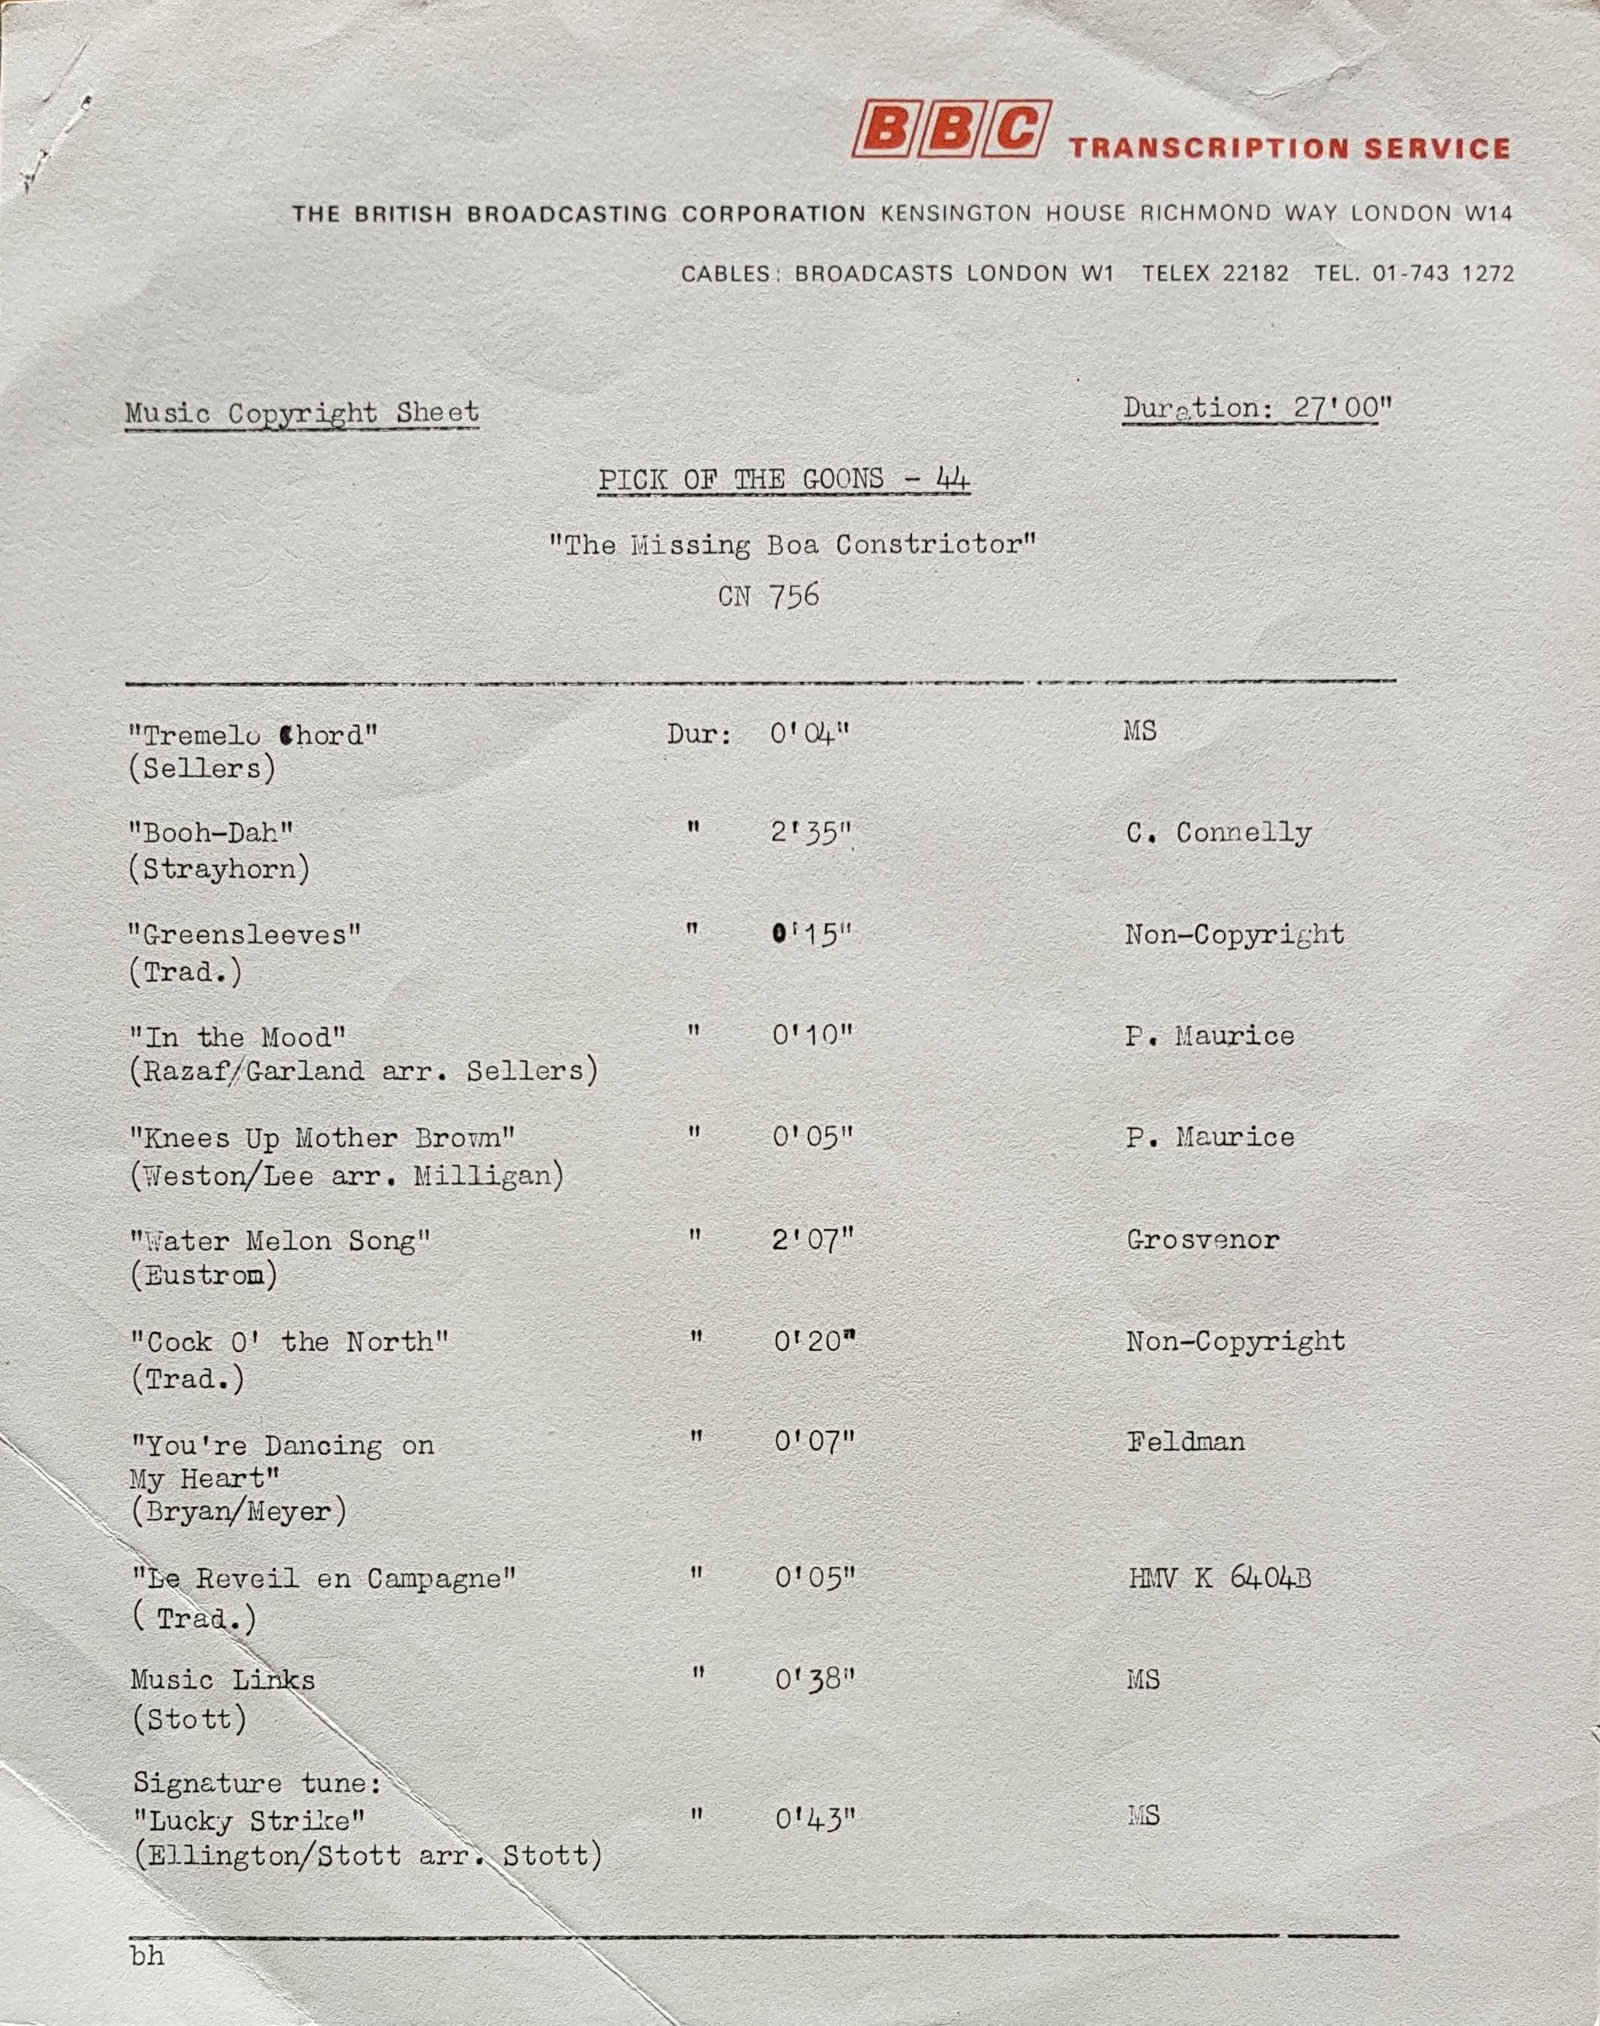 BBC TRANSCRIPTION SERVICE
THE BRITISH BROADCASTING CORPORATION KENSINGTON HOUSE RICHMOND WAY LONDON W14
CABLES: BROADCASTS LONDON W1 TELEX 22182 TEL. 01-743 1272
Music Copyright Sheet Duration: 27'00"
PICK OF THE GOONS - 44
"The Missing Boa Constrictor"
CN 756
"Tremelo Chord" Dur: 0'04" MS
(Sellers)
"Booh-Dah" " 2'35" C. Connelly
(Strayhorn)
"Greensleeves" " 0'15" Non-Copyright
(Trad.)
"In the Mood" " 0'10" P. Maurice
(Razaf/Garland arr. Sellers)
"Knees Up Mother Brown" " 0'05" P. Maurice
(Weston/Lee arr. Milligan)
"Water Melon Song" " 2'07" Grosvenor
(Eustrom)
"Cock O' the North" " 0'20" Non-Copyright
(Trad.)
"You're Dancing on " 0'07" Feldman
My Heart"
(Bryan/Meyer)
"Le Reveil en Campagne" " 0'05" HMV K 6404B
( Trad.)
Music Links " 0'38" MS
(Stott)
Signature tune:
"Lucky Strike" " 0'43" MS
(Ellington/Stott arr. Stott)
bh